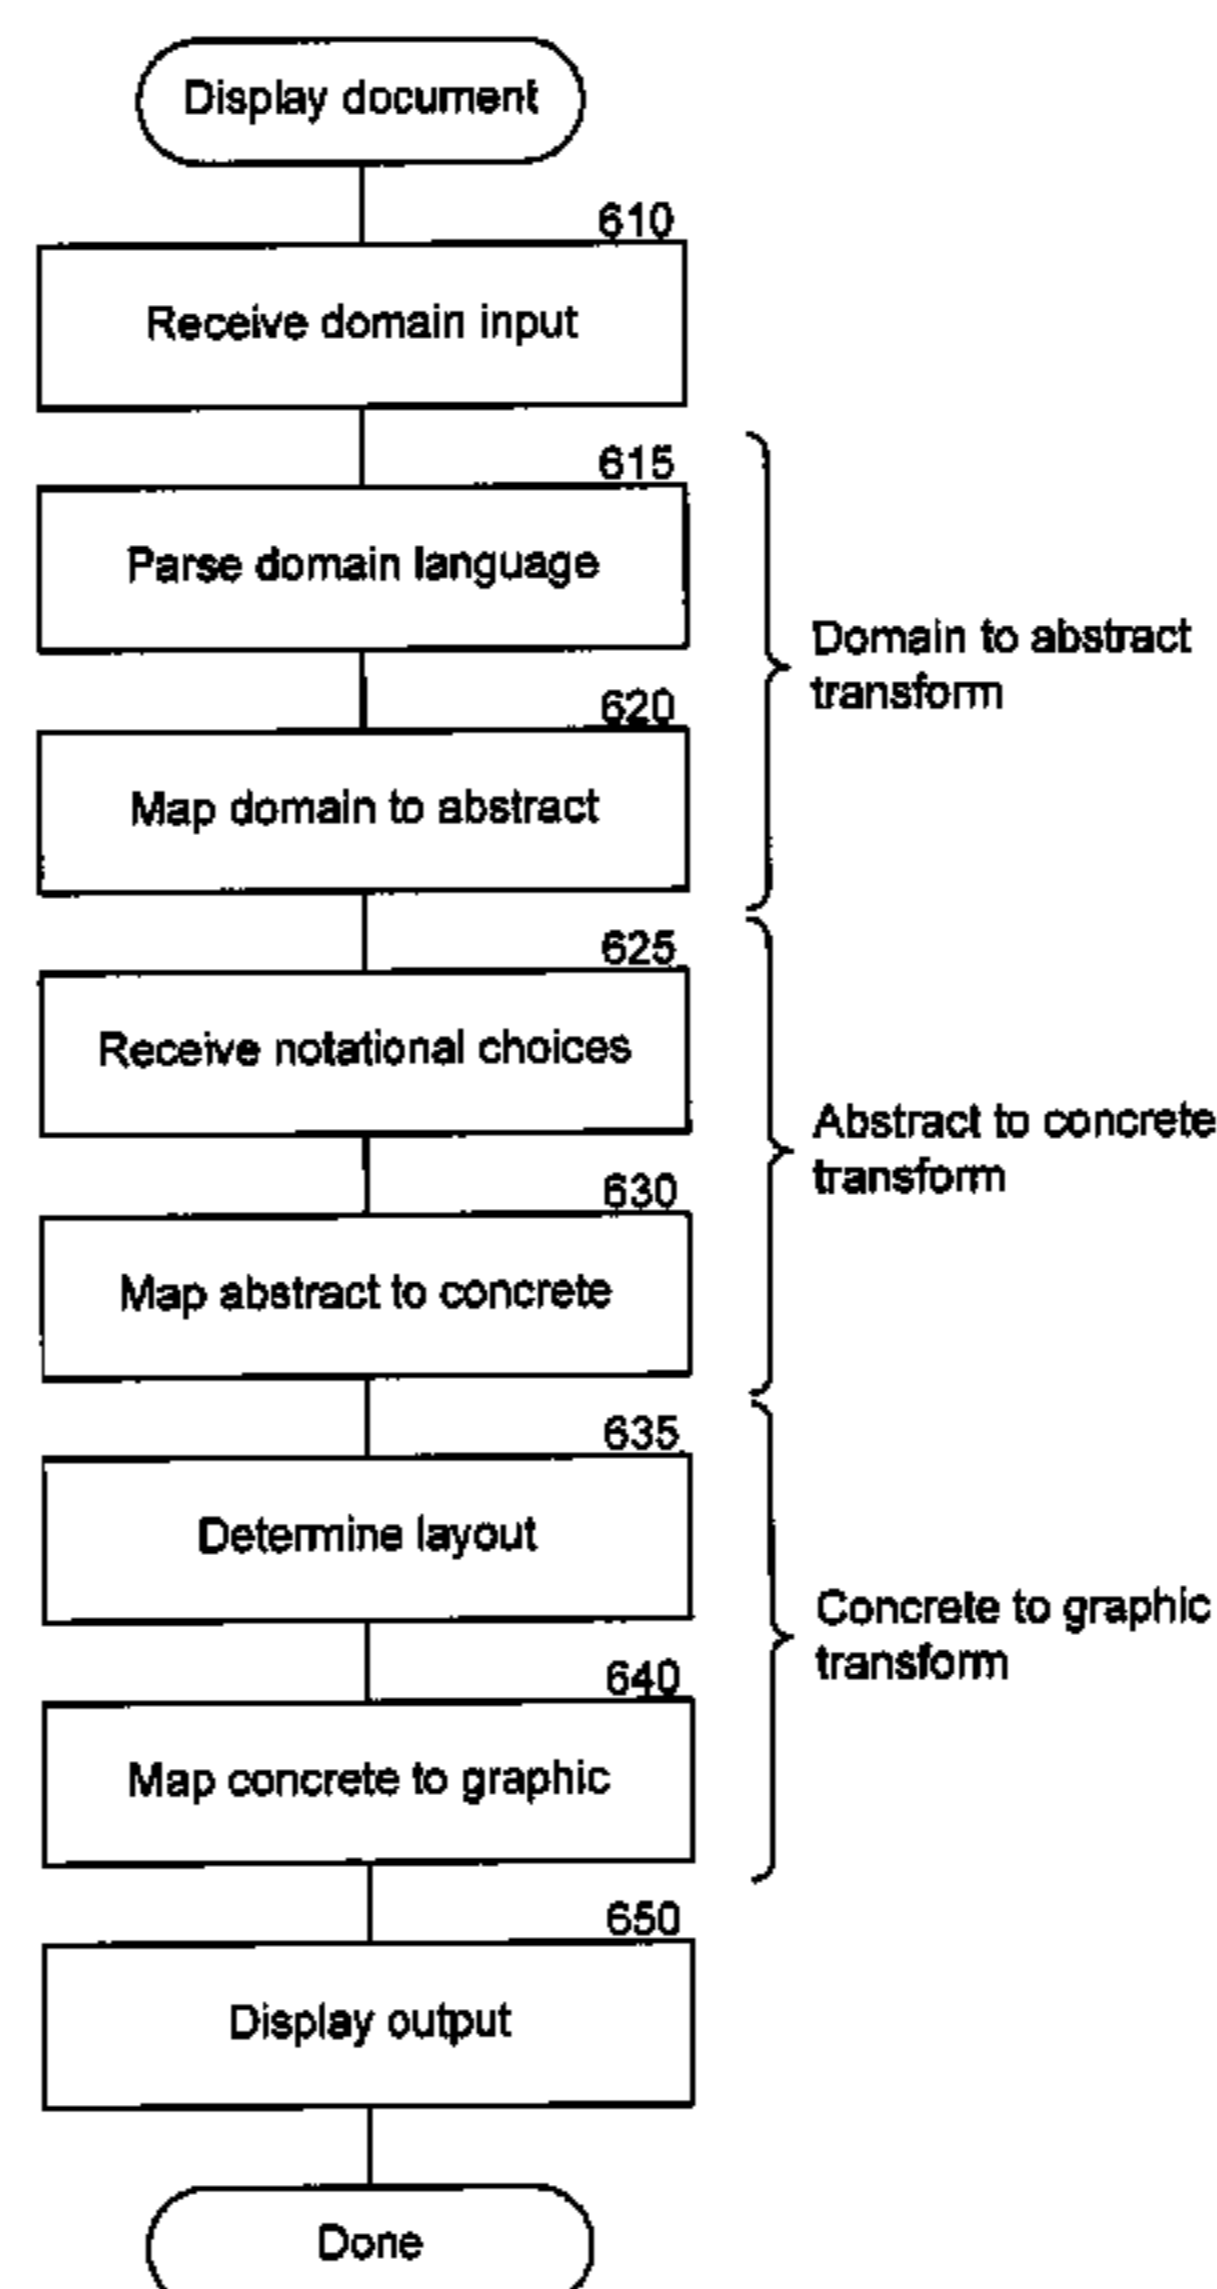 Display document
610
Receive domain input
615
Parse domain language
620
Map domain to abstract
Domain to abstract
transform
625
Receive notational choices
630
Map abstract to concrete
Abstract to concrete
transform
635
Determine layout
640
Map concrete to graphic
Concrete to graphic
transform
650
Display output
Done